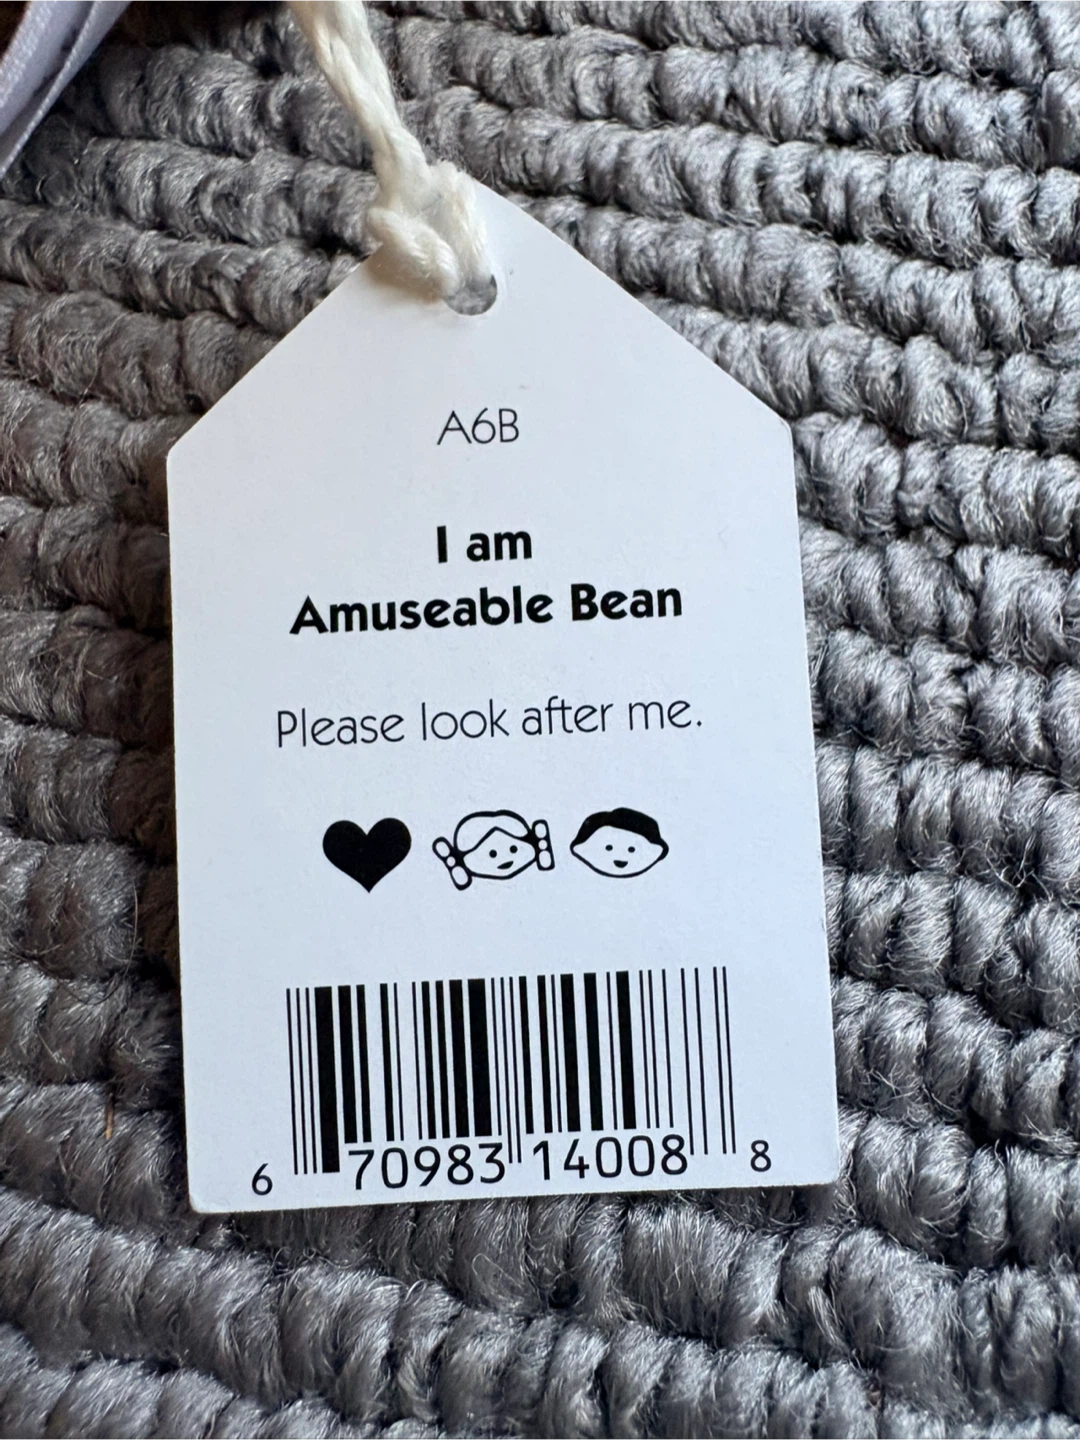 A6B
I am
Amuseable Bean
Please look after me.
6 70983 14008 8